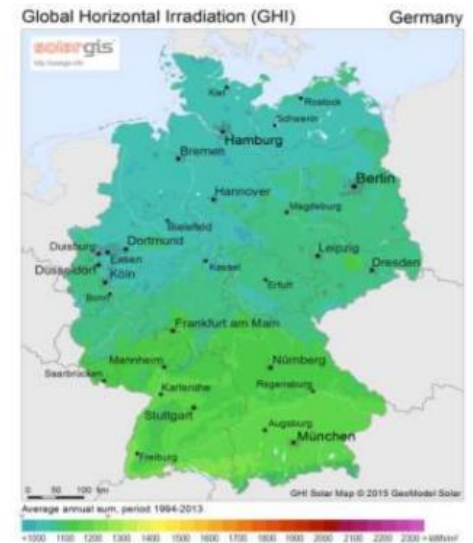 Global Horizontal Irradiation (GHI) Germany
solargis
http://solargis.info
Kiel
Rostock
Schwerin
Hamburg
Bremen
Berlin
Hannover
Magdeburg
Bielefeld
Duisburg
Dortmund
Essen
Düsseldorf
Köln
Kassel
Leipzig
Dresden
Erfurt
Bonn
Frankfurt am Main
Mannheim
Nürnberg
Saarbrücken
Karlsruhe
Regensburg
Stuttgart
Augsburg
München
Freiburg
0 50 100 km
GHI Solar Map © 2015 GeoModel Solar
Average annual sum, period 1994-2013
<1000 1100 1200 1300 1400 1500 1600 1700 1800 1900 2000 2100 2200 2300 > kWh/m²